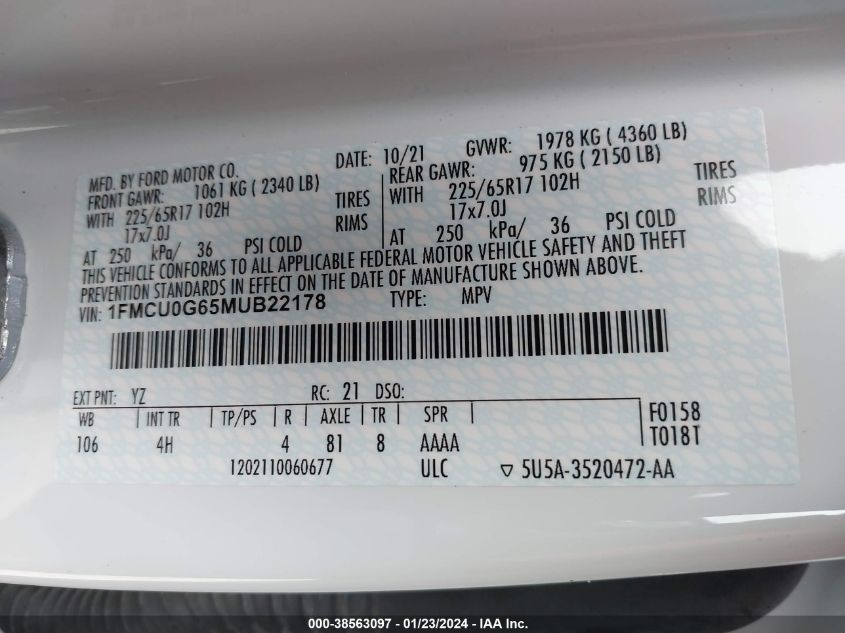 MFD. BY FORD MOTOR CO. DATE: 10/21 GVWR: 1978 KG ( 4360 LB)
FRONT GAWR: 1061 KG ( 2340 LB) REAR GAWR: 975 KG ( 2150 LB)
WITH 225/65R17 102H TIRES WITH 225/65R17 102H TIRES
17x7.0J RIMS 17x7.0J RIMS
AT 250 kPa/ 36 PSI COLD AT 250 kPa/ 36 PSI COLD
THIS VEHICLE CONFORMS TO ALL APPLICABLE FEDERAL MOTOR VEHICLE SAFETY AND THEFT
PREVENTION STANDARDS IN EFFECT ON THE DATE OF MANUFACTURE SHOWN ABOVE.
VIN: 1FMCU0G65MUB22178 TYPE: MPV
EXT PNT: YZ RC: 21 DSO:
WB INT TR TP/PS R AXLE TR SPR F0158
106 4H 4 81 8 AAAA T018T
1202110060677 ULC ▽ 5U5A-3520472-AA
000-38563097 - 01/23/2024 - IAA Inc.